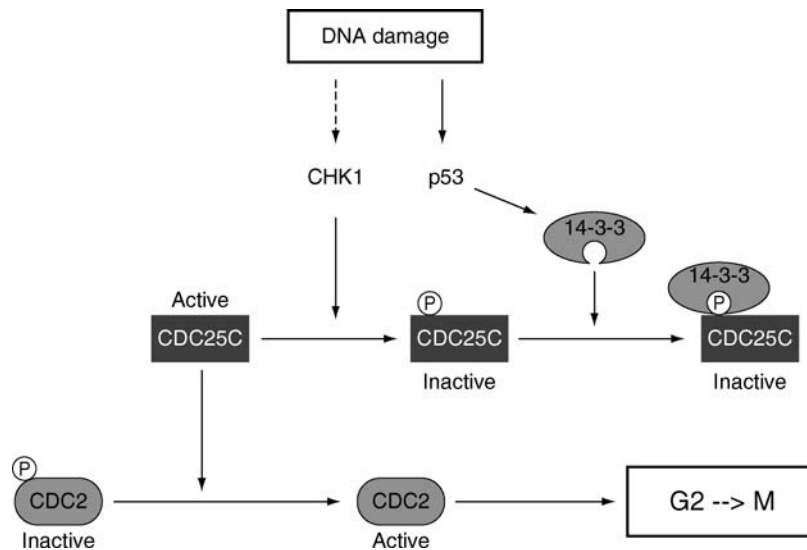 DNA damage
CHK1
p53
14-3-3
14-3-3
Active
P
P
CDC25C
CDC25C
CDC25C
Inactive
Inactive
P
CDC2
CDC2
G2 --> M
Inactive
Active